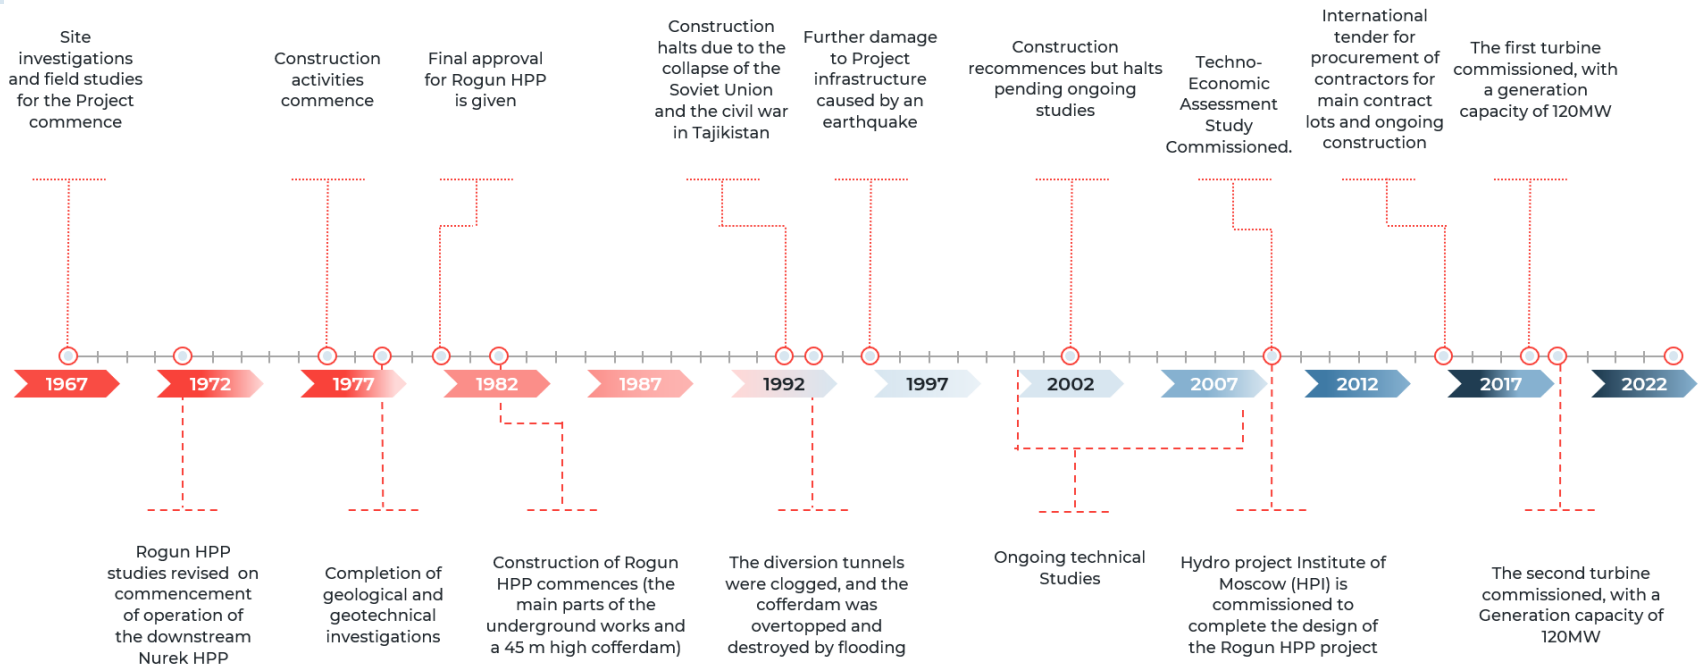 Site
investigations
and field studies
for the Project
commence
Construction
activities
commence
Final approval
for Rogun HPP
is given
Construction
halts due to the
collapse of the
Soviet Union
and the civil war
in Tajikistan
Further damage
to Project
infrastructure
caused by an
earthquake
Construction
recommences but halts
pending ongoing
studies
Techno-
Economic
Assessment
Study
Commissioned.
International
tender for
procurement of
contractors for
main contract
lots and ongoing
construction
The first turbine
commissioned, with
a generation
capacity of 120MW
1967
1972
1977
1982
1987
1992
1997
2002
2007
2012
2017
2022
Rogun HPP
studies revised on
commencement
of operation of
the downstream
Nurek HPP
Completion of
geological and
geotechnical
investigations
Construction of Rogun
HPP commences (the
main parts of the
underground works and
a 45 m high cofferdam)
The diversion tunnels
were clogged, and the
cofferdam was
overtopped and
destroyed by flooding
Ongoing technical
Studies
Hydro project Institute of
Moscow (HPI) is
commissioned to
complete the design of
the Rogun HPP project
The second turbine
commissioned, with a
Generation capacity of
120MW